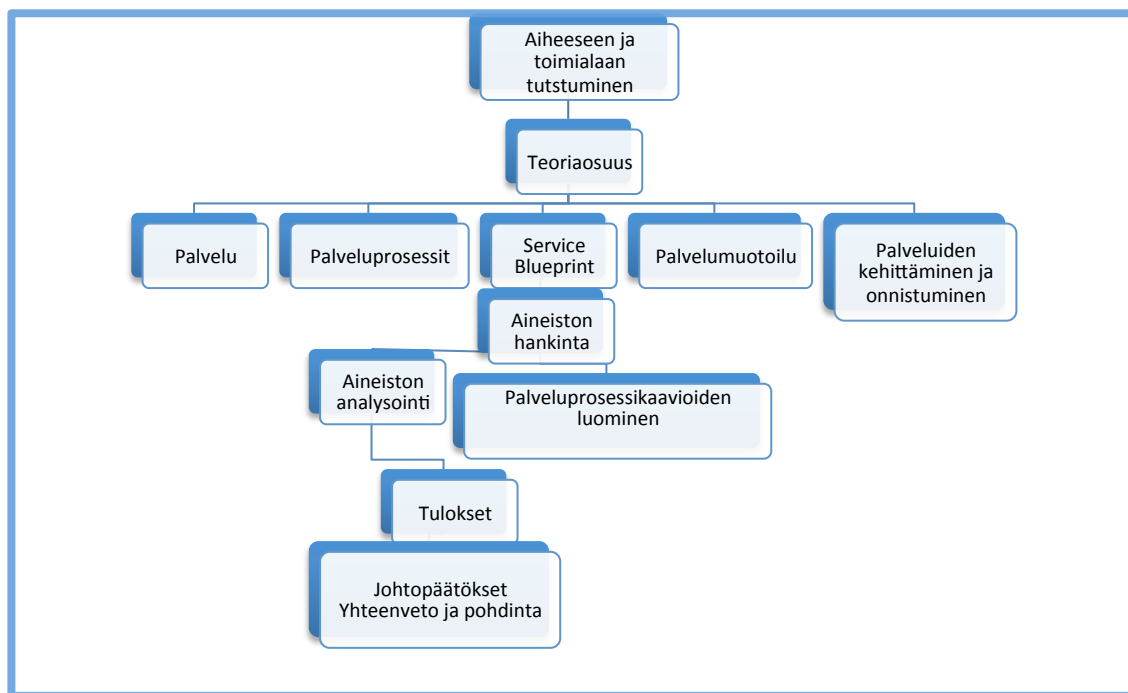 Aiheeseen ja
toimialaan
tutstuminen
Teoriaosuus
Palvelu
Palveluprosessit
Service
Blueprint
Palvelumuotoilu
Palveluiden
kehittäminen ja
onnistuminen
Aineiston
hankinta
Aineiston
analysointi
Palveluprosessikaavioiden
luominen
Tulokset
Johtopäätökset
Yhteenveto ja pohdinta